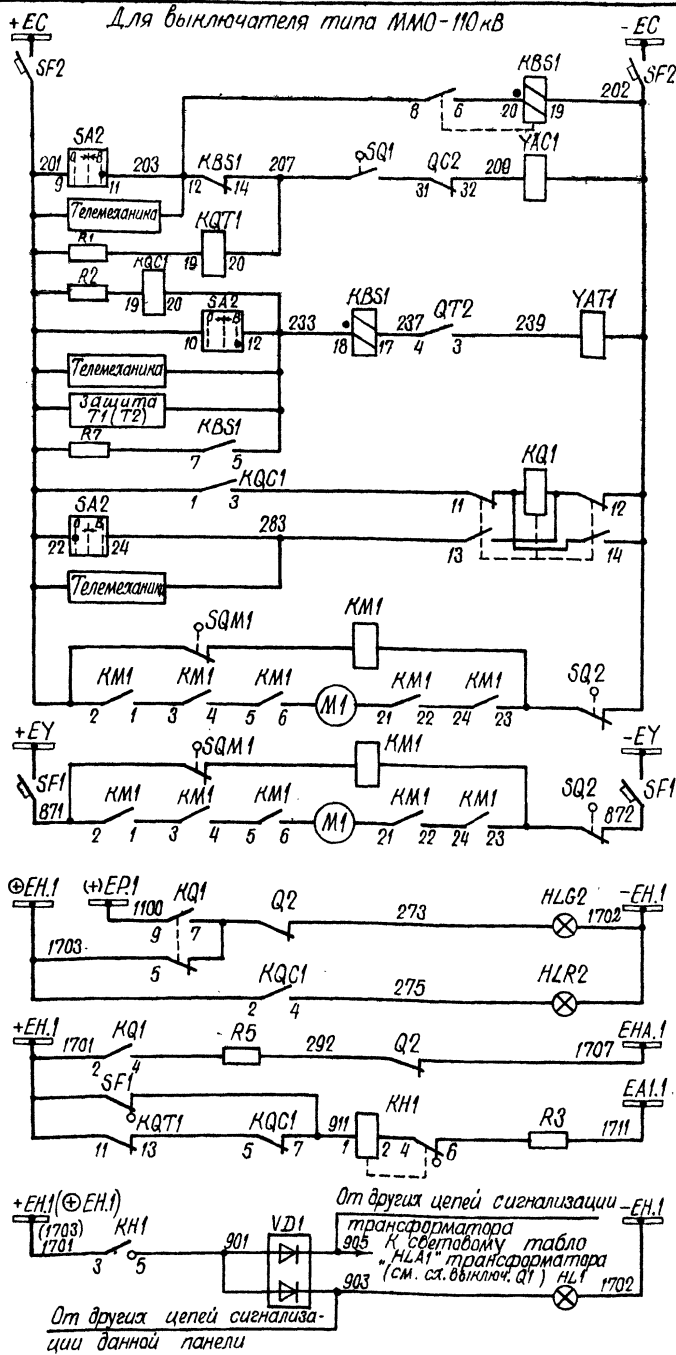 Для выключателя типа ММО-110кВ
+EC -EC
SF2 SF2
KBS1
8 6 20 19 202
SA2 YAC1
201 203 KBS1 207 SQ1 QC2 209
9 11 12 14 31 32
Телемеханика
R1 KQT1
19 20
R2 KQC1
19 20
SA2 KBS1 QT2 YAT1
233 237 239
10 12 18 17 4 3
Телемеханика
Защита
T1(T2)
R7 KBS1
7 5
KQC1 KQ1
1 3 11 12
SA2
22 24 283 13 14
Телемеханика
SQM1 KM1
KM1 KM1 KM1 KM1 KM1 SQ2
2 1 3 4 5 6 M1 21 22 24 23
+EY -EY
SQM1 KM1
SF1 SF1
871 KM1 KM1 KM1 KM1 KM1 SQ2 872
2 1 3 4 5 6 M1 21 22 24 23
⊕EH.1 (+)EP.1 -EH.1
1100 KQ1 Q2 273 HLG2 1702
9 7
1703 5
KQC1 275 HLR2
2 4
+EH.1 EHA.1
1701 KQ1 R5 292 Q2 1707
2 4
SF1 EA1.1
KQT1 KQC1 911 KH1 R3
11 13 5 7 1 2 4 6 1711
+EH.1(⊕EH.1) От других цепей сигнализации -EH.1
(1703) KH1 VD1 трансформатора
1701 901 905 К световому табло
3 5 „HLA1" трансформатора
(см. сх. выключ. Q1) HL1
903 1702
От других цепей сигнализа-
ции данной панели